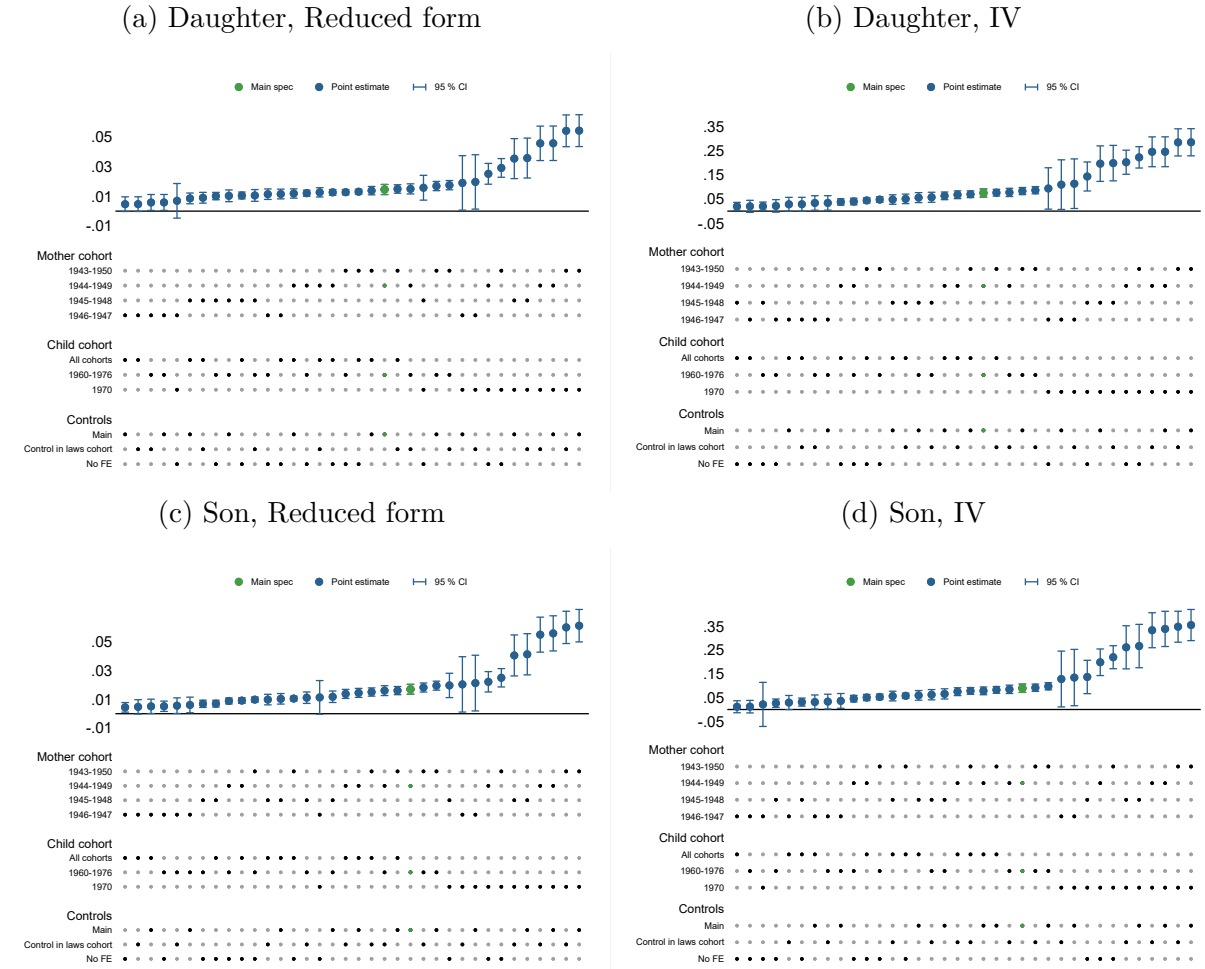 (a) Daughter, Reduced form
Main spec Point estimate 95 % CI
.05
.03
.01
-.01
Mother cohort
1943-1950
1944-1949
1945-1948
1946-1947
Child cohort
All cohorts
1960-1976
1970
Controls
Main
Control in laws cohort
No FE
(b) Daughter, IV
Main spec Point estimate 95 % CI
.35
.25
.15
.05
-.05
Mother cohort
1943-1950
1944-1949
1945-1948
1946-1947
Child cohort
All cohorts
1960-1976
1970
Controls
Main
Control in laws cohort
No FE
(c) Son, Reduced form
Main spec Point estimate 95 % CI
.05
.03
.01
-.01
Mother cohort
1943-1950
1944-1949
1945-1948
1946-1947
Child cohort
All cohorts
1960-1976
1970
Controls
Main
Control in laws cohort
No FE
(d) Son, IV
Main spec Point estimate 95 % CI
.35
.25
.15
.05
-.05
Mother cohort
1943-1950
1944-1949
1945-1948
1946-1947
Child cohort
All cohorts
1960-1976
1970
Controls
Main
Control in laws cohort
No FE